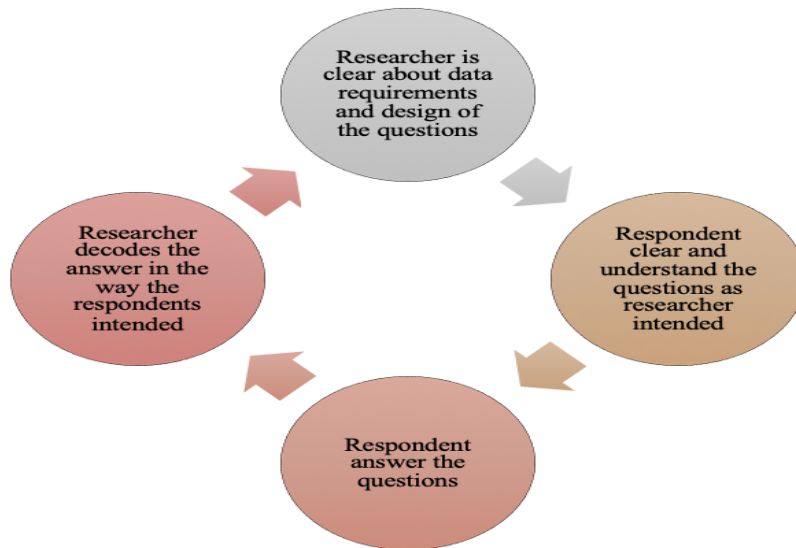 Researcher is
clear about data
requirements
and design of
the questions
Respondent
clear and
understand the
questions as
researcher
intended
Respondent
answer the
questions
Researcher
decodes the
answer in the
way the
respondents
intended